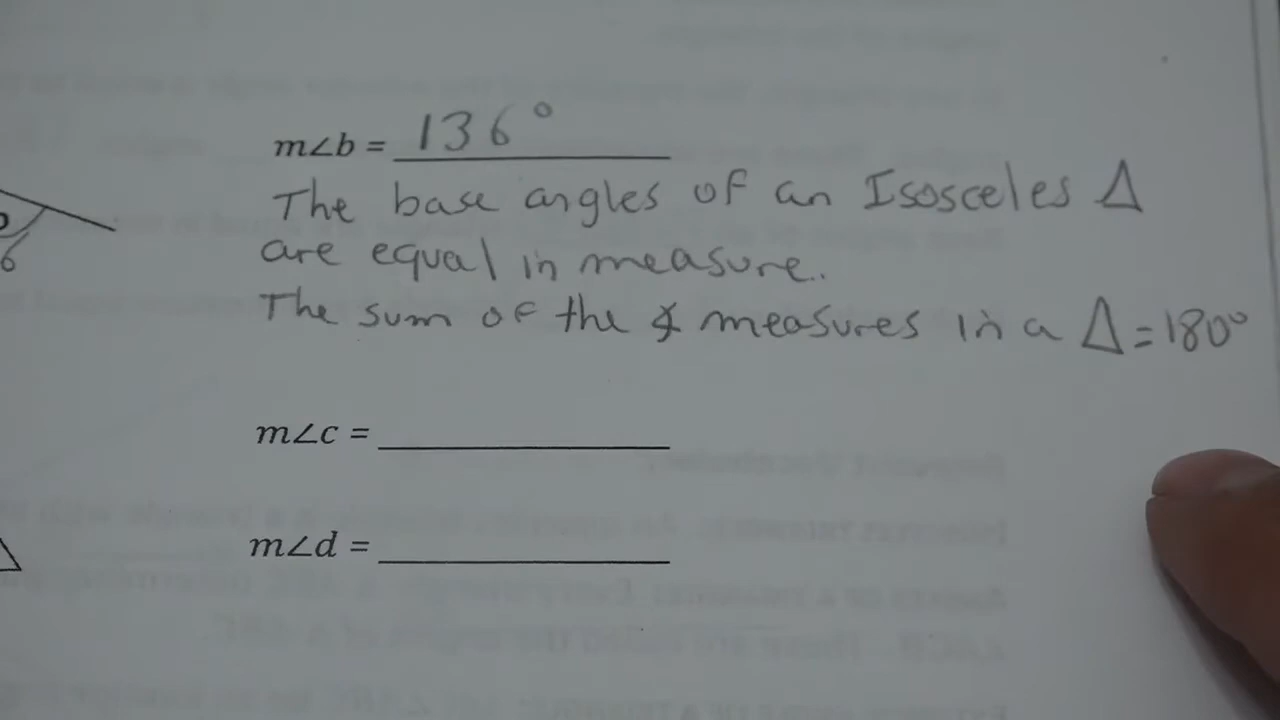 m∠b = 136°
The base angles of an Isosceles Δ
are equal in measure.
The sum of the ∡ measures in a Δ = 180°
m∠c =
m∠d =